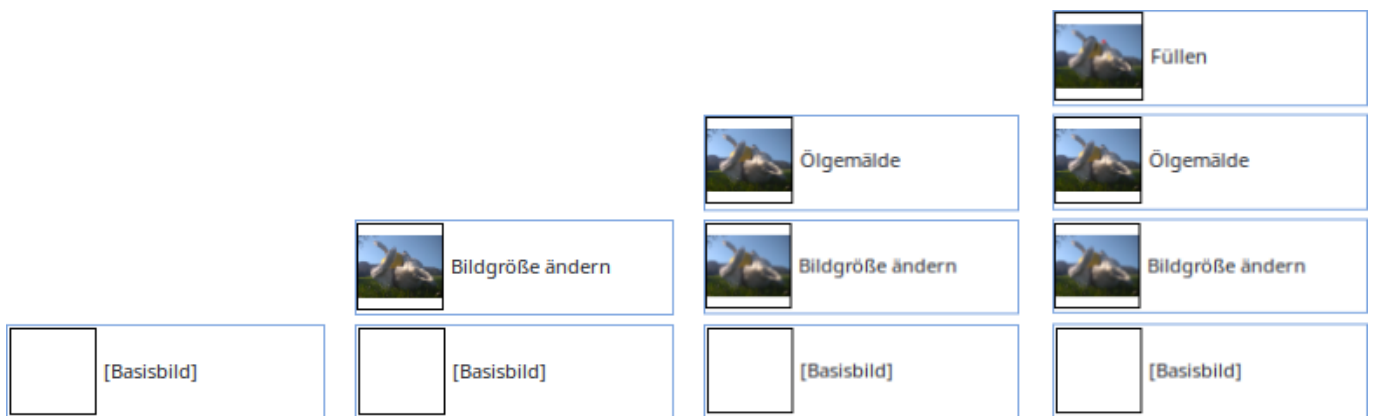 Füllen
Ölgemälde
Ölgemälde
Bildgröße ändern
Bildgröße ändern
Bildgröße ändern
[Basisbild]
[Basisbild]
[Basisbild]
[Basisbild]